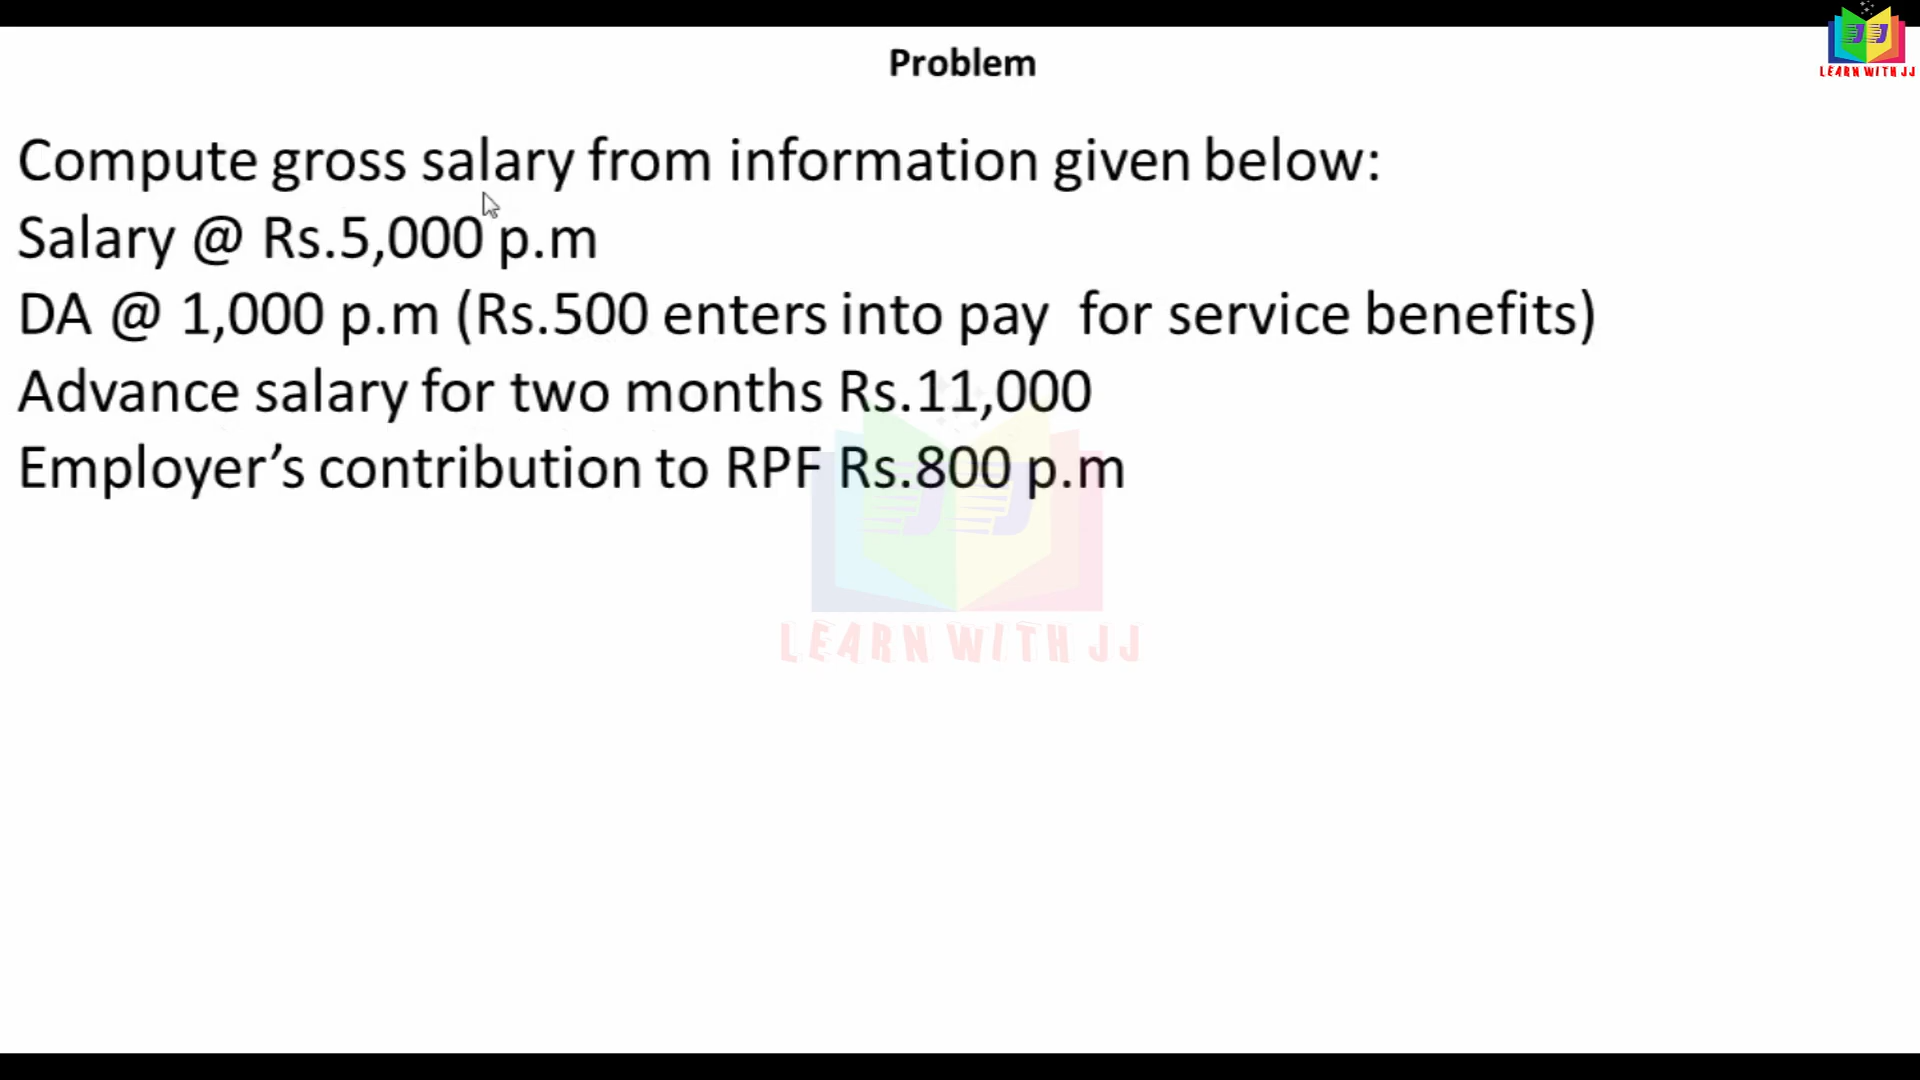 Problem
LEARN WITH JJ
Compute gross salary from information given below:
Salary @ Rs.5,000 p.m
DA @ 1,000 p.m (Rs.500 enters into pay  for service benefits)
Advance salary for two months Rs.11,000
Employer’s contribution to RPF Rs.800 p.m
LEARN WITH JJ